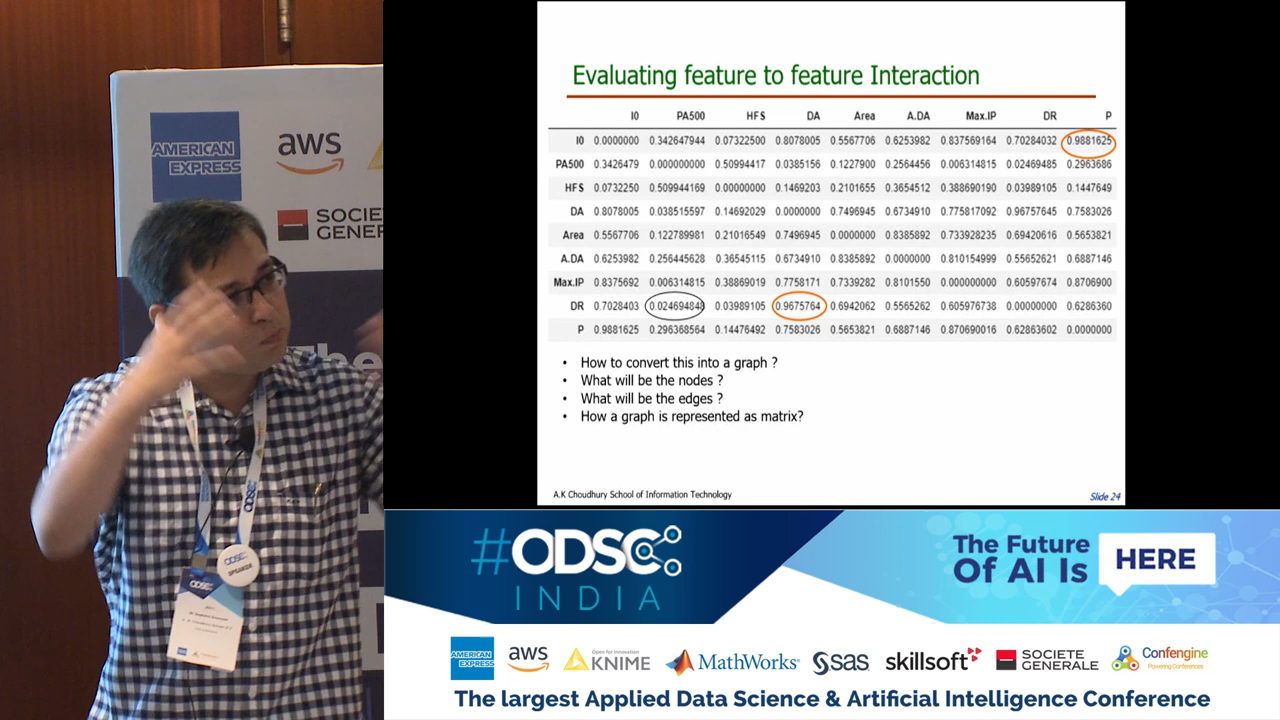 AMERICAN
EXPRESS
aws
SOCIE
GENER
The
ODSC
ODSC
SPEAKER
ODSC
Evaluating feature to feature Interaction
I0 PA500 HFS DA Area A.DA Max.IP DR P
I0 0.0000000 0.342647944 0.07322500 0.8078005 0.5567706 0.6253982 0.837569164 0.70284032 0.9881625
PA500 0.3426479 0.000000000 0.50994417 0.0385156 0.1227900 0.2564456 0.006314815 0.02469485 0.2963686
HFS 0.0732250 0.509944169 0.00000000 0.1469203 0.2101655 0.3654512 0.388690190 0.03989105 0.1447649
DA 0.8078005 0.038515597 0.14692029 0.0000000 0.7496945 0.6734910 0.775817092 0.96757645 0.7583026
Area 0.5567706 0.122789981 0.21016549 0.7496945 0.0000000 0.8385892 0.733928235 0.69420616 0.5653821
A.DA 0.6253982 0.256445628 0.36545115 0.6734910 0.8385892 0.0000000 0.810154999 0.55652621 0.6887146
Max.IP 0.8375692 0.006314815 0.38869019 0.7758171 0.7339282 0.8101550 0.000000000 0.60597674 0.8706900
DR 0.7028403 0.024694848 0.03989105 0.9675764 0.6942062 0.5565262 0.605976738 0.00000000 0.6286360
P 0.9881625 0.296368564 0.14476492 0.7583026 0.5653821 0.6887146 0.870690016 0.62863602 0.0000000
• How to convert this into a graph ?
• What will be the nodes ?
• What will be the edges ?
• How a graph is represented as matrix?
A.K Choudhury School of Information Technology
Slide 24
#ODSC
INDIA
The Future
Of AI Is HERE
AMERICAN
EXPRESS
aws
Open for Innovation
KNIME
MathWorks®
sas
skillsoft
SOCIETE
GENERALE
Confengine
Powering Conferences
The largest Applied Data Science & Artificial Intelligence Conference